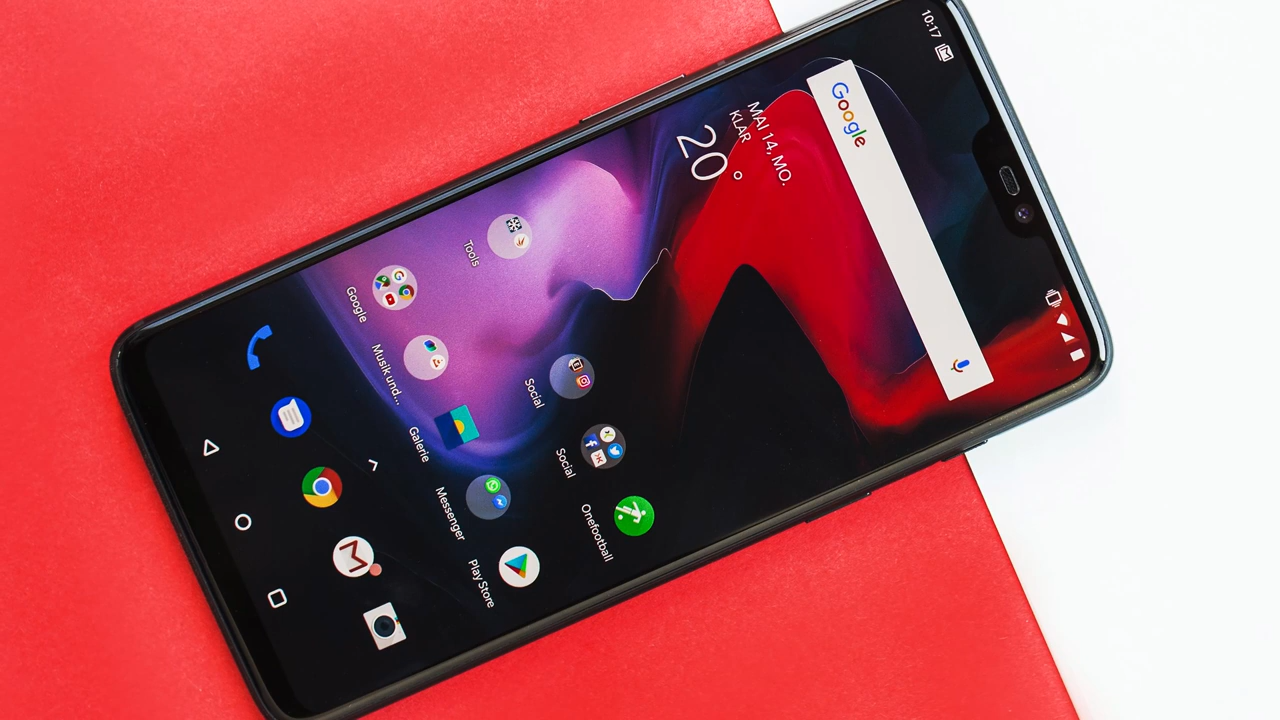 10:17
Google
MAI 14, MO.
KLAR
20°
Tools
Social
Social
Onefootball
Google
Musik und...
Galerie
Messenger
Play Store